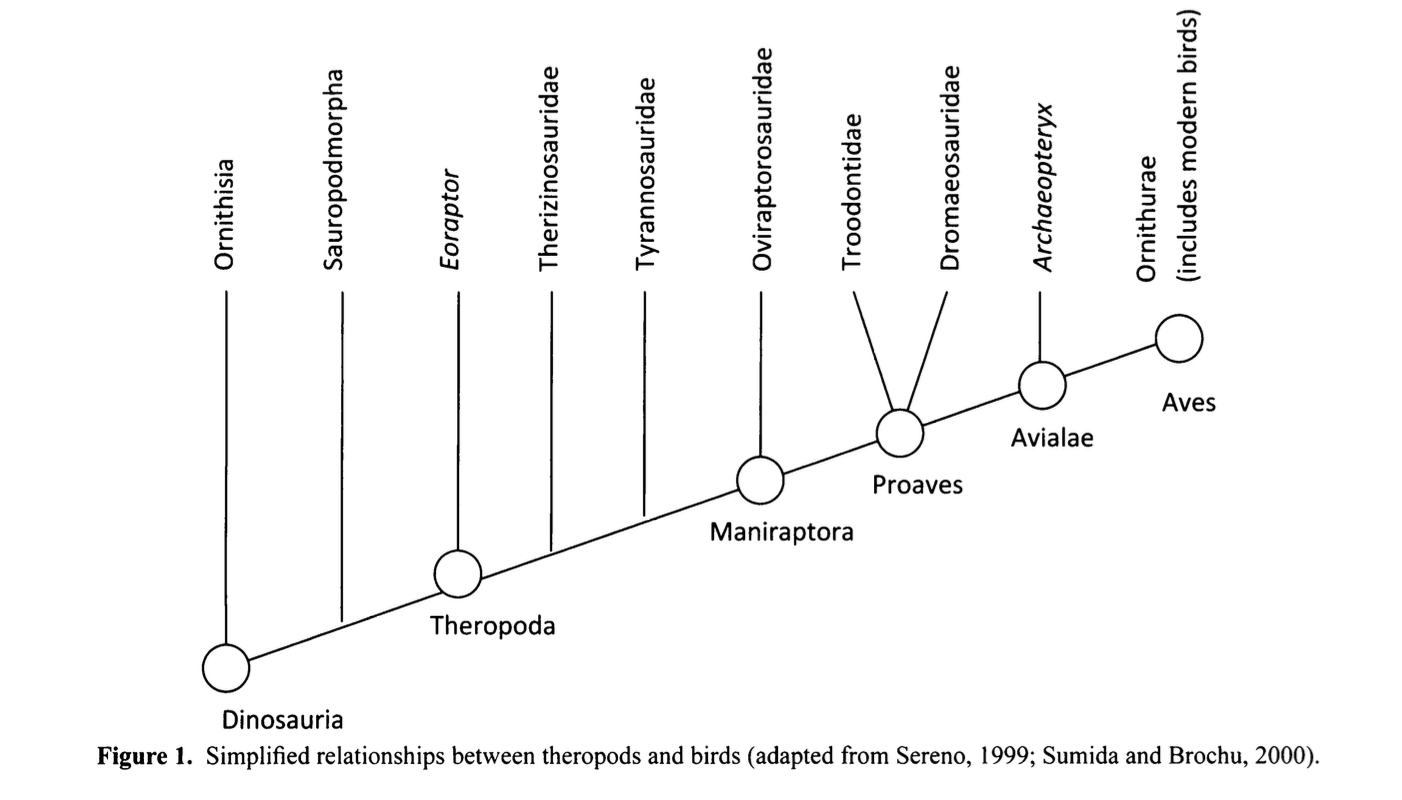 Ornithisia
Sauropodmorpha
Eoraptor
Therizinosauridae
Tyrannosauridae
Oviraptorosauridae
Troodontidae
Dromaeosauridae
Archaeopteryx
Ornithurae
(includes modern birds)
Aves
Avialae
Proaves
Maniraptora
Theropoda
Dinosauria
Figure 1. Simplified relationships between theropods and birds (adapted from Sereno, 1999; Sumida and Brochu, 2000).